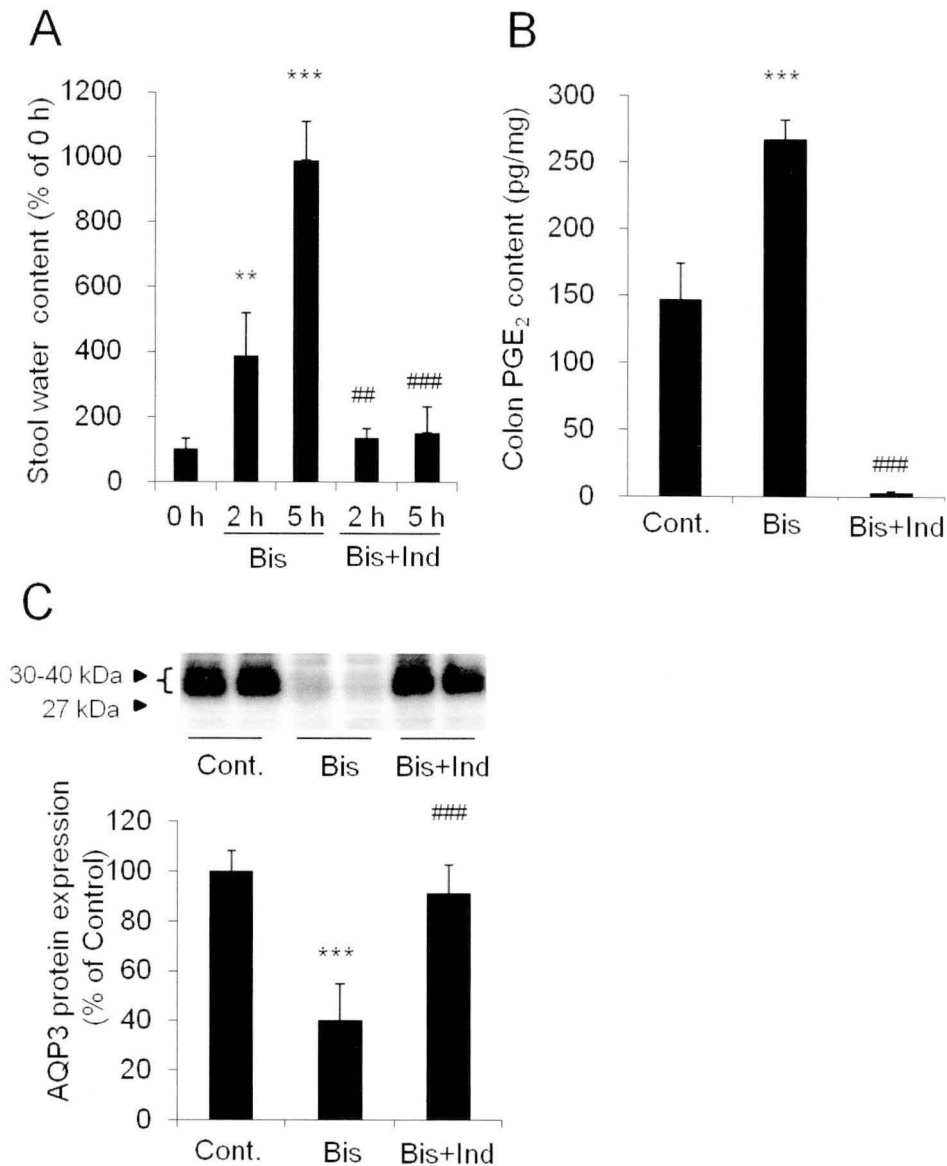 A
Stool water content (% of 0 h)
1200
1000
800
600
400
200
0
**
***
##
###
0 h 2 h 5 h 2 h 5 h
Bis Bis+Ind
B
Colon PGE₂ content (pg/mg)
300
250
200
150
100
50
0
***
###
Cont. Bis Bis+Ind
C
30-40 kDa
27 kDa
Cont. Bis Bis+Ind
AQP3 protein expression
(% of Control)
120
100
80
60
40
20
0
***
###
Cont. Bis Bis+Ind